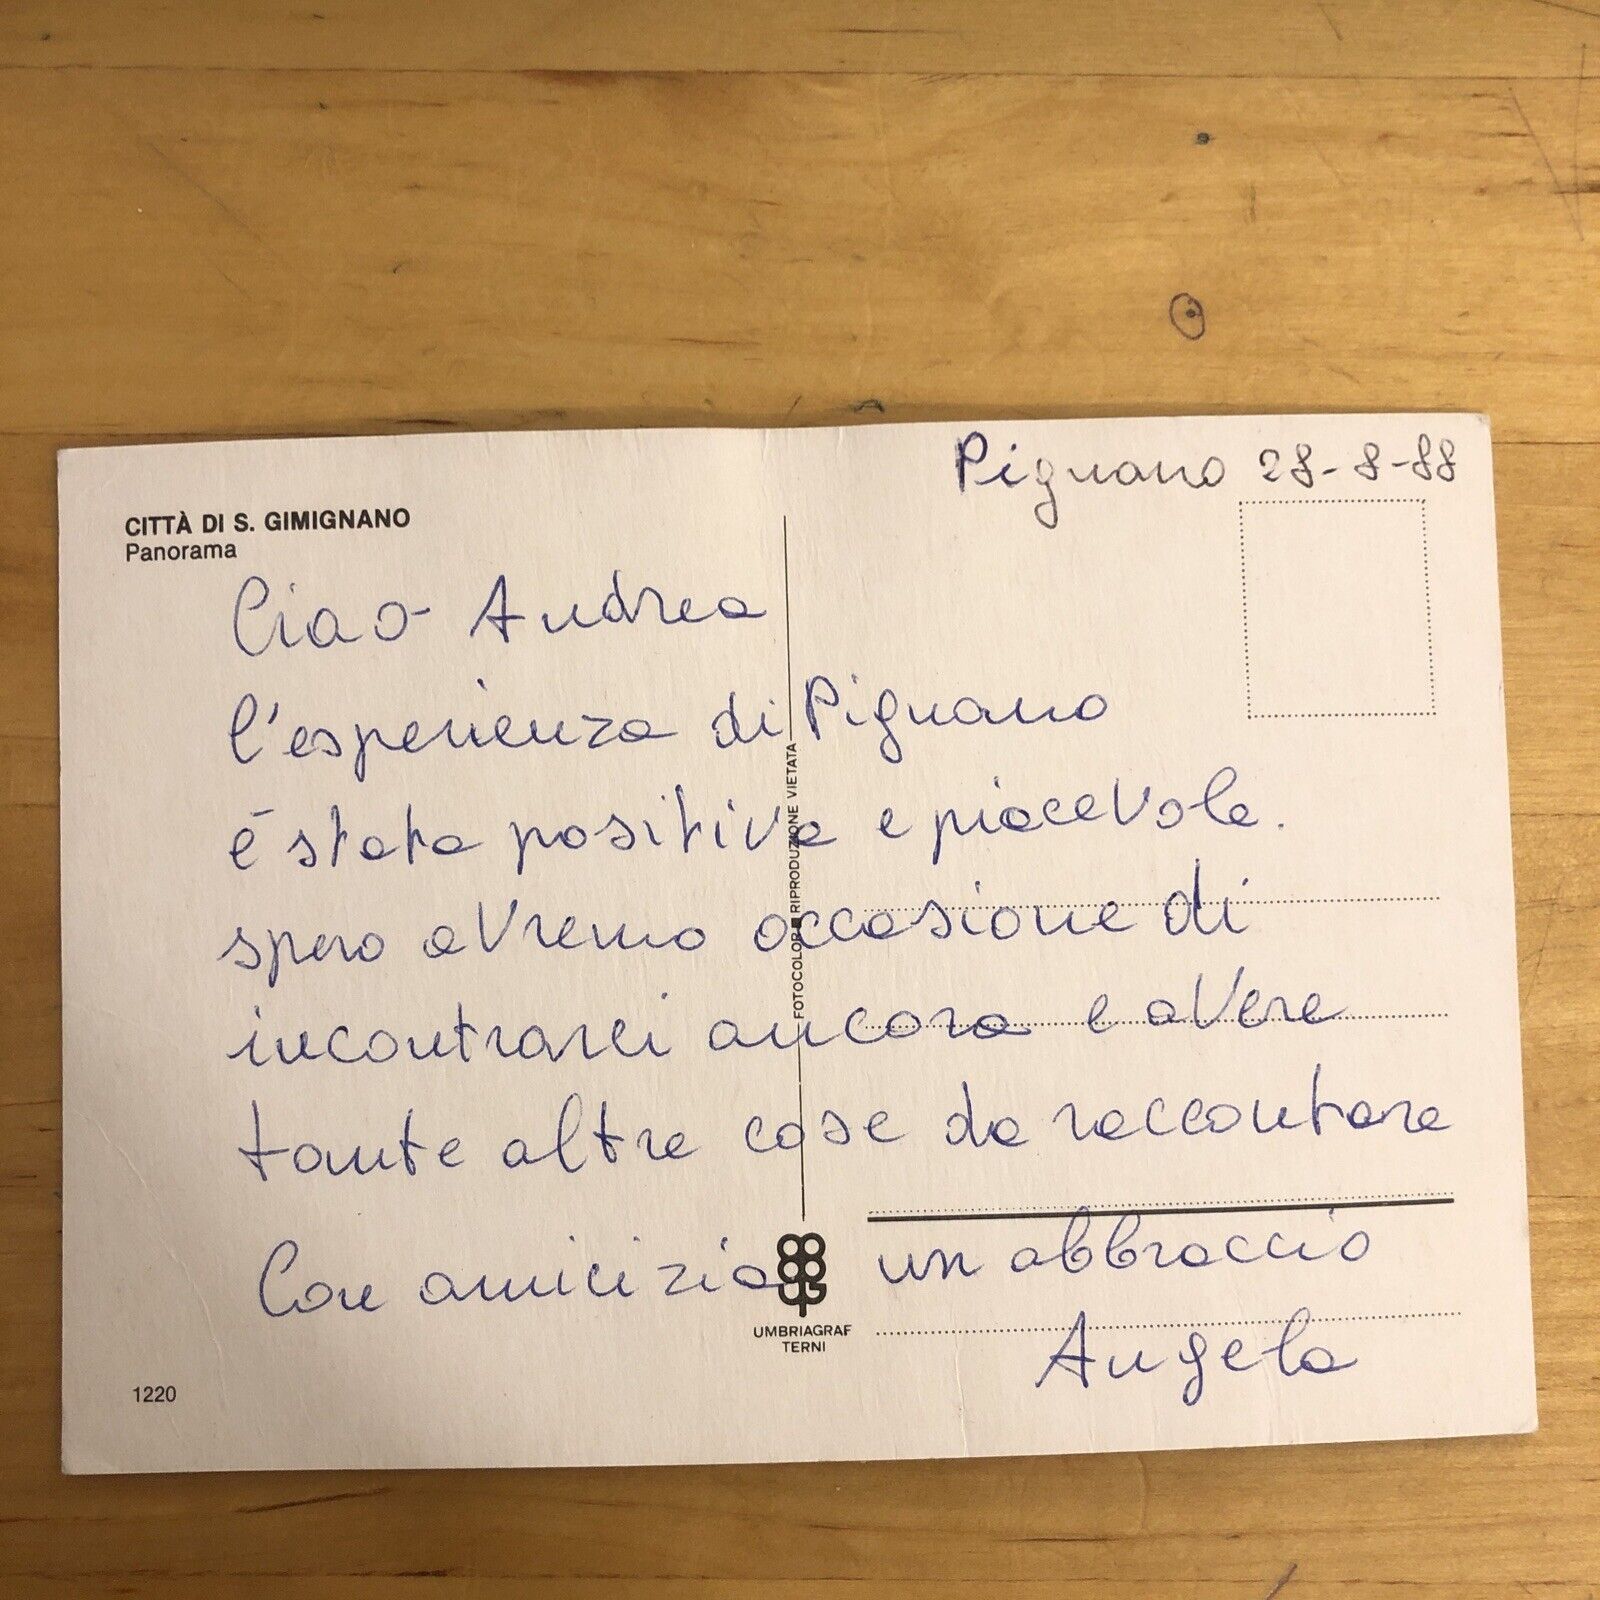 Pignano 28-8-88
CITTÀ DI S. GIMIGNANO
Panorama
Ciao Andrea
l'esperienza di Pignano
é stata positiva e piacevole.
spero avremo occasione di
incontrarci ancora e avere
tante altre cose da raccontare
Con amicizia un abbraccio
Angela
FOTOCOLOR RIPRODUZIONE VIETATA
UMBRIAGRAF
TERNI
1220